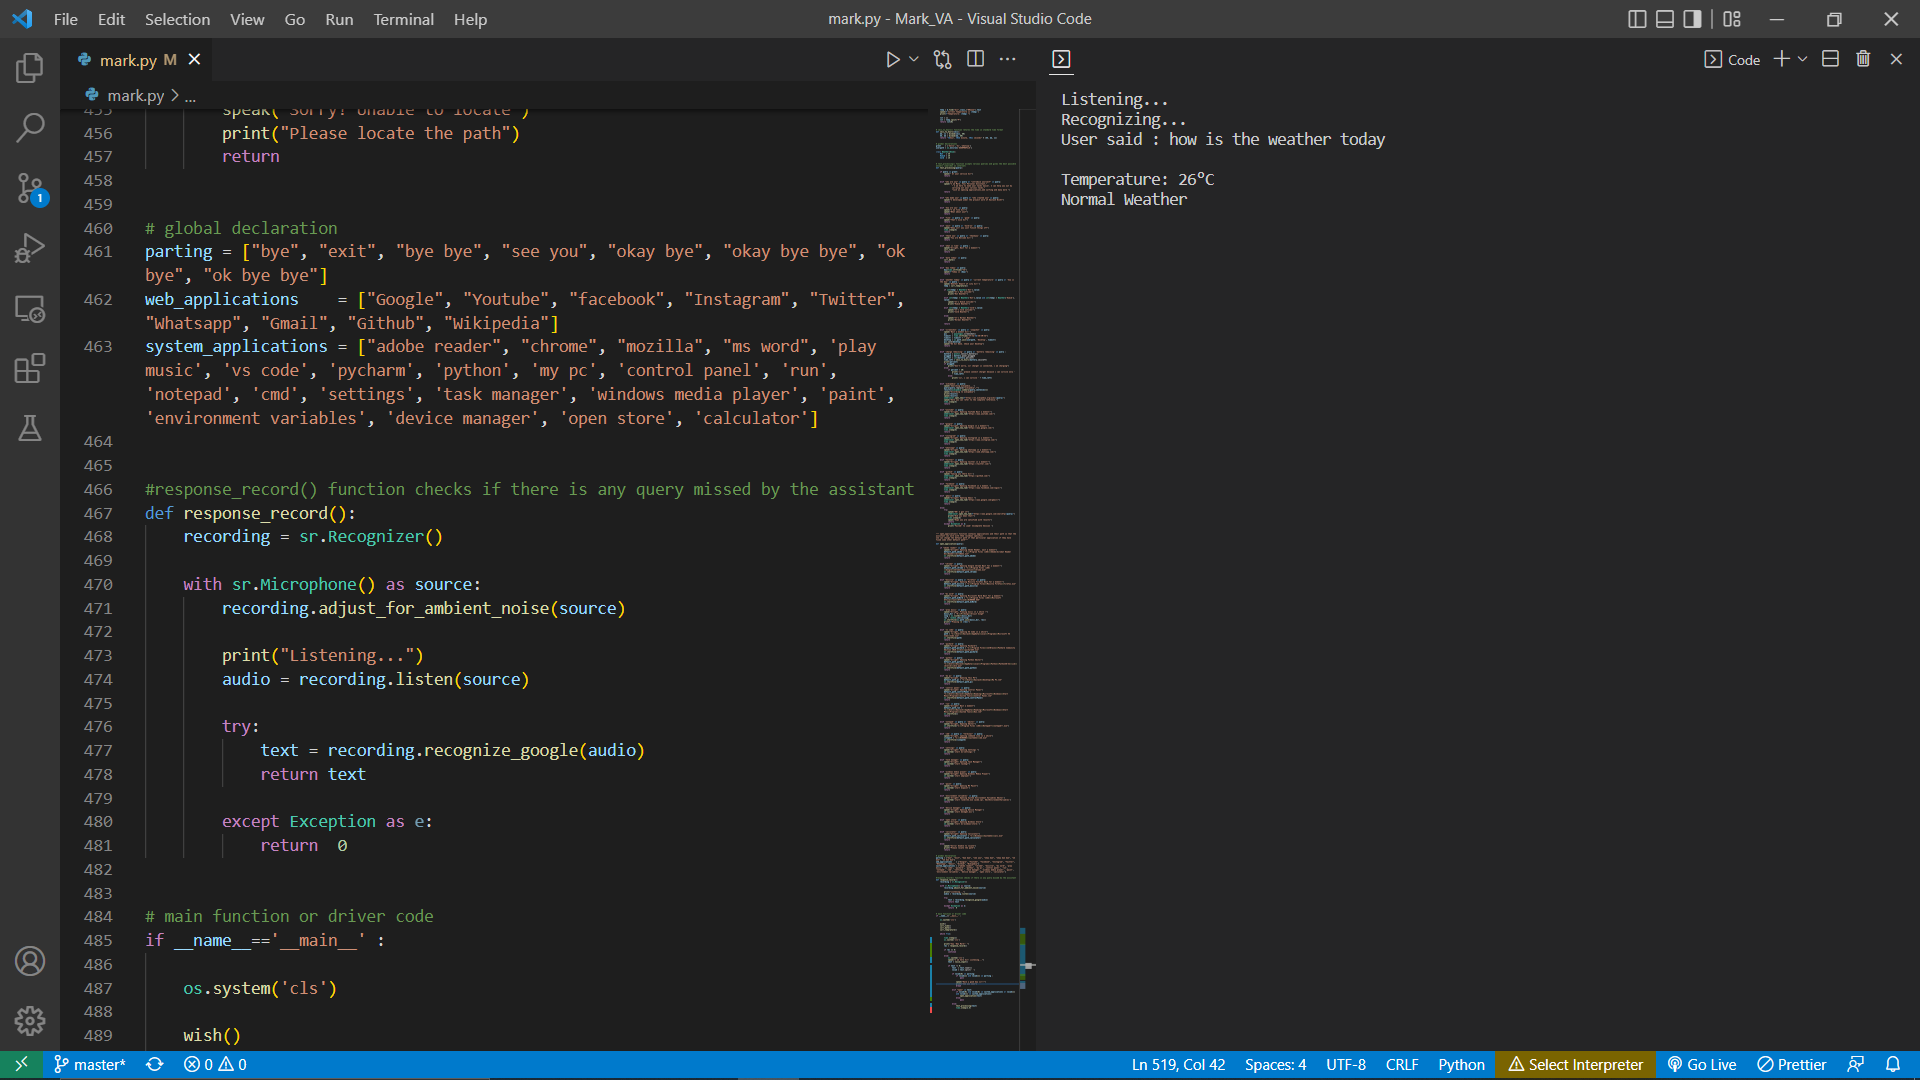 File Edit Selection View Go Run Terminal Help
mark.py - Mark_VA - Visual Studio Code
mark.py M
Code
mark.py > ...
455 speak("Sorry! Unable to locate")
456 print("Please locate the path")
457 return
458
459
460 # global declaration
461 parting = ["bye", "exit", "bye bye", "see you", "okay bye", "okay bye bye", "ok
bye", "ok bye bye"]
462 web_applications    = ["Google", "Youtube", "facebook", "Instagram", "Twitter",
"Whatsapp", "Gmail", "Github", "Wikipedia"]
463 system_applications = ["adobe reader", "chrome", "mozilla", "ms word", 'play
music', 'vs code', 'pycharm', 'python', 'my pc', 'control panel', 'run',
'notepad', 'cmd', 'settings', 'task manager', 'windows media player', 'paint',
'environment variables', 'device manager', 'open store', 'calculator']
464
465
466 #response_record() function checks if there is any query missed by the assistant
467 def response_record():
468 recording = sr.Recognizer()
469
470 with sr.Microphone() as source:
471 recording.adjust_for_ambient_noise(source)
472
473 print("Listening...")
474 audio = recording.listen(source)
475
476 try:
477 text = recording.recognize_google(audio)
478 return text
479
480 except Exception as e:
481 return  0
482
483
484 # main function or driver code
485 if __name__=='__main__' :
486
487 os.system('cls')
488
489 wish()
Listening...
Recognizing...
User said : how is the weather today
Temperature: 26ºC
Normal Weather
1
master* 0 0 Ln 519, Col 42 Spaces: 4 UTF-8 CRLF Python Select Interpreter Go Live Prettier